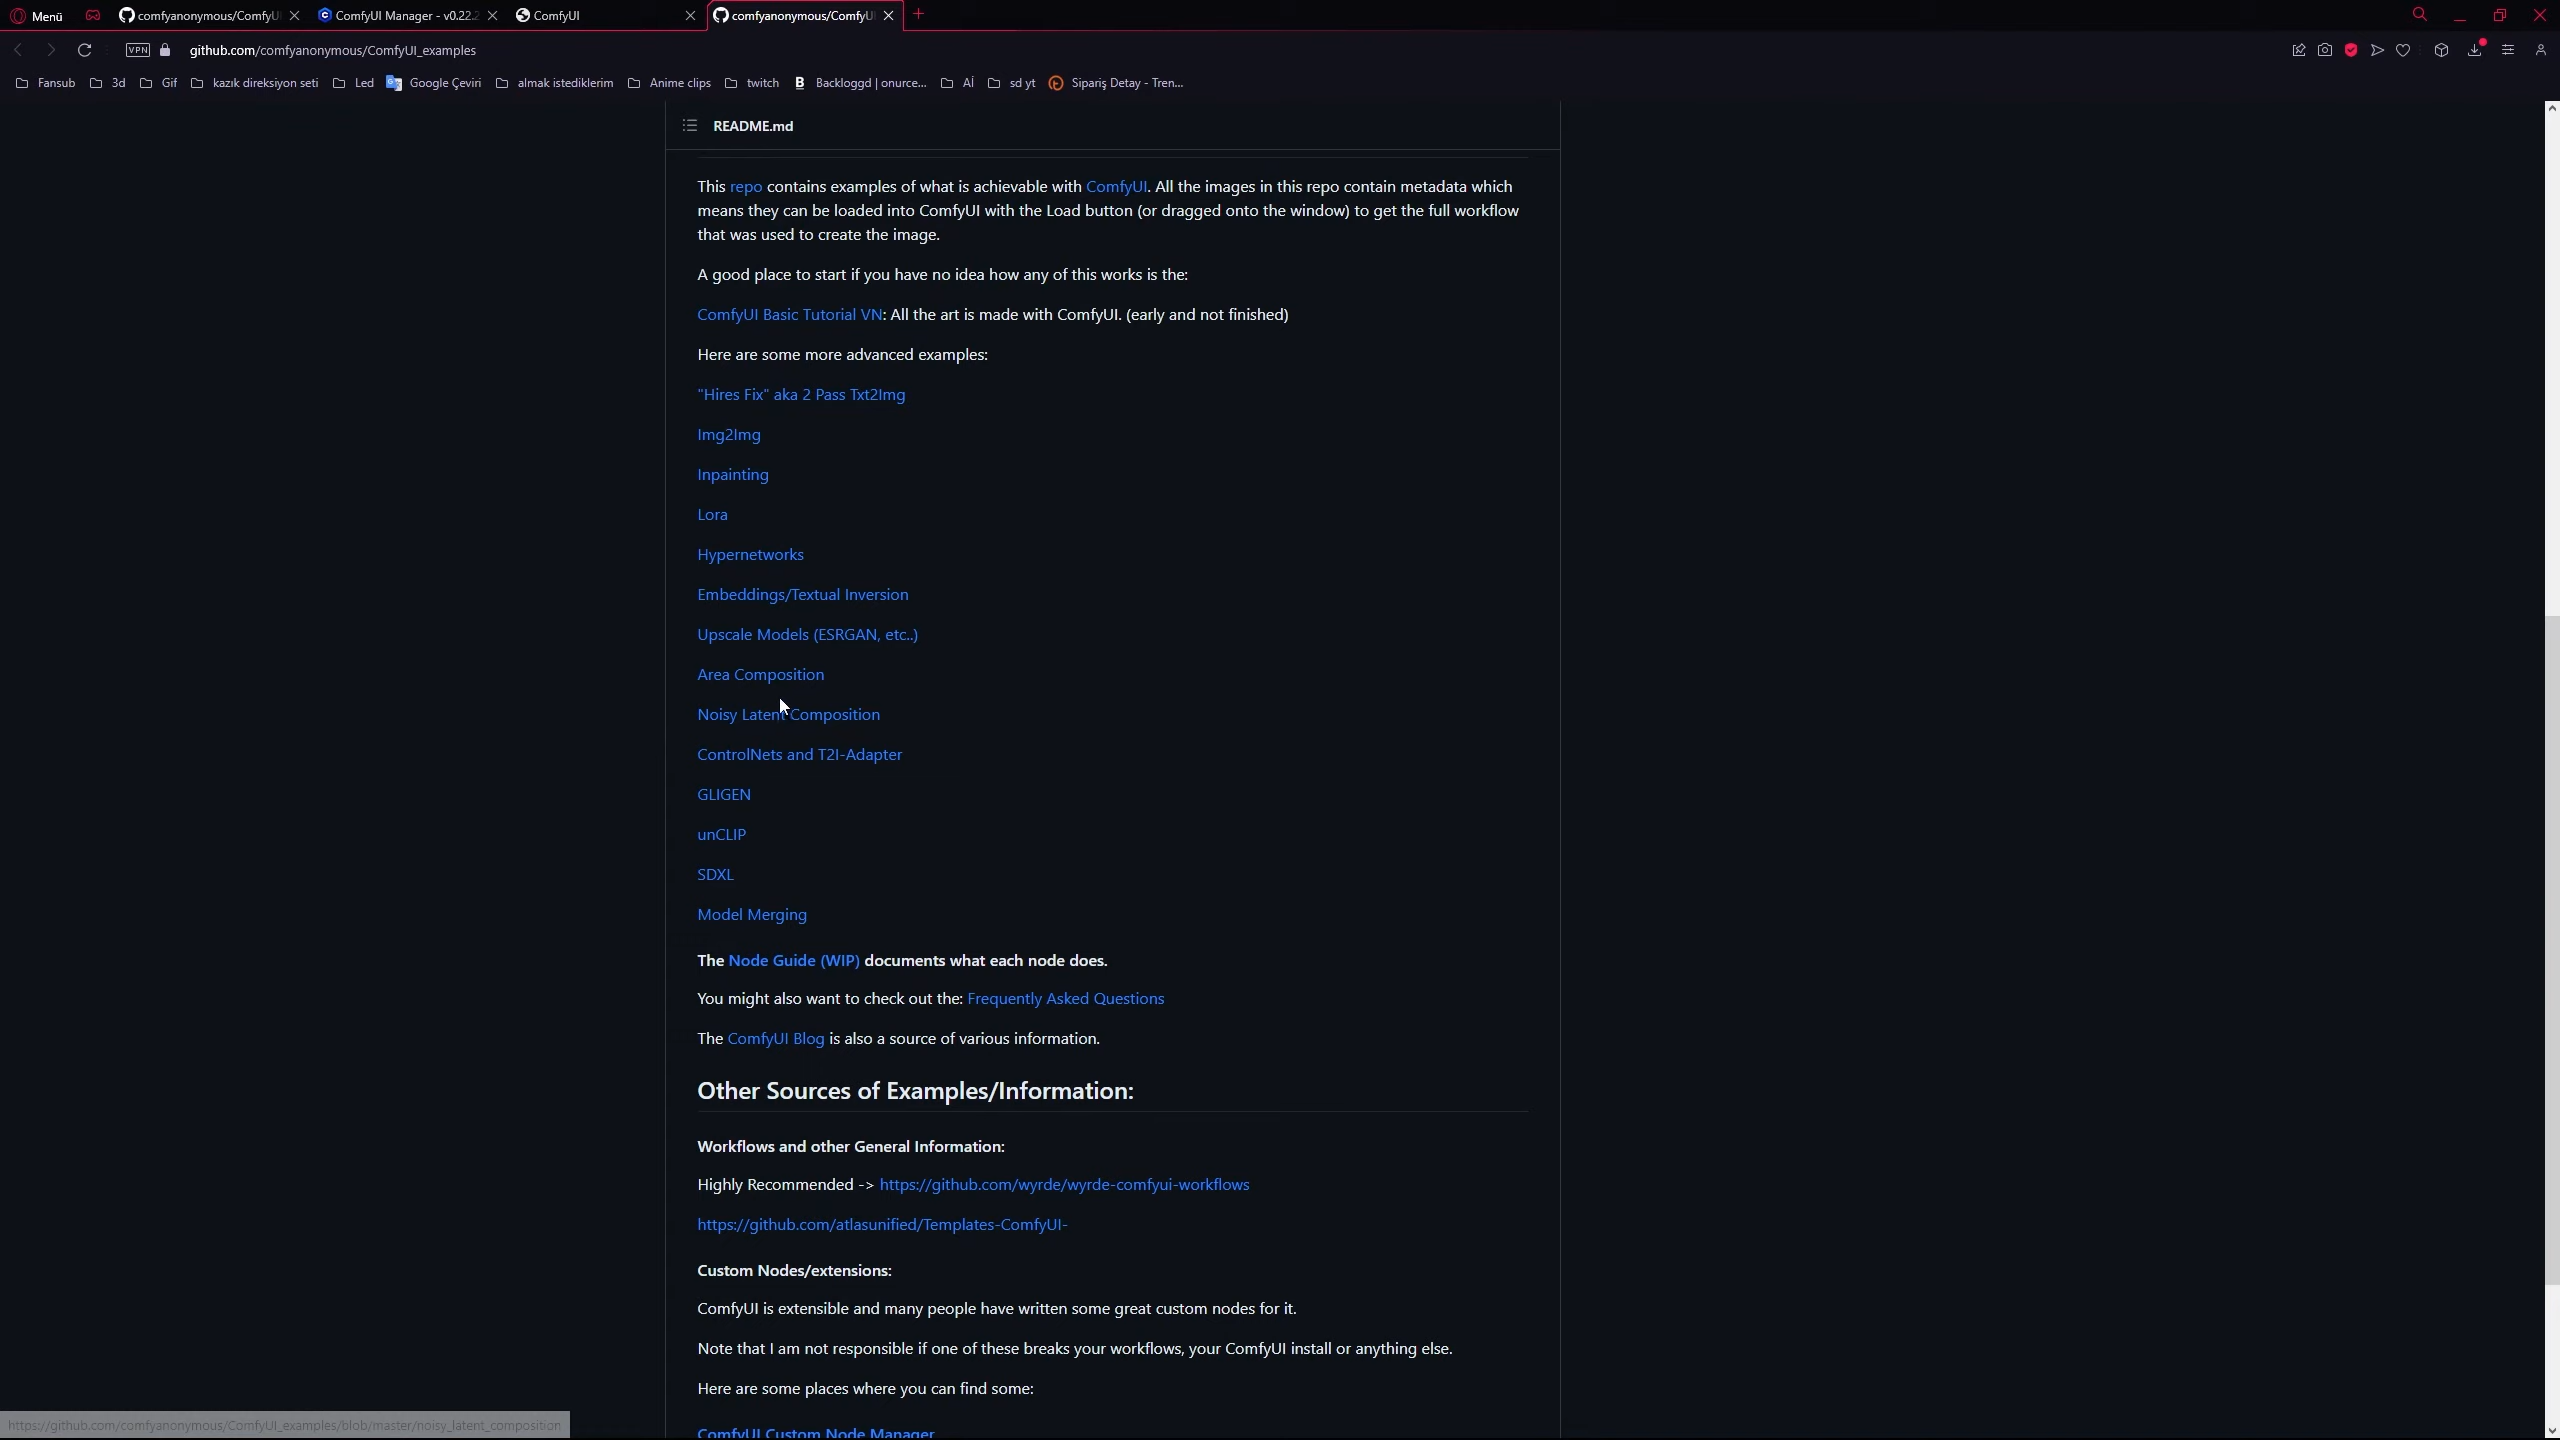 Menü
comfyanonymous/ComfyUI
ComfyUI Manager - v0.22.2
ComfyUI
comfyanonymous/ComfyUI
VPN
github.com/comfyanonymous/ComfyUI_examples
Fansub
3d
Gif
kazık direksiyon seti
Led
Google Çeviri
almak istediklerim
Anime clips
twitch
B Backloggd | onurce...
Aİ
sd yt
Sipariş Detay - Tren...
README.md
This repo contains examples of what is achievable with ComfyUI. All the images in this repo contain metadata which
means they can be loaded into ComfyUI with the Load button (or dragged onto the window) to get the full workflow
that was used to create the image.
A good place to start if you have no idea how any of this works is the:
ComfyUI Basic Tutorial VN: All the art is made with ComfyUI. (early and not finished)
Here are some more advanced examples:
"Hires Fix" aka 2 Pass Txt2Img
Img2Img
Inpainting
Lora
Hypernetworks
Embeddings/Textual Inversion
Upscale Models (ESRGAN, etc..)
Area Composition
Noisy Latent Composition
ControlNets and T2I-Adapter
GLIGEN
unCLIP
SDXL
Model Merging
The Node Guide (WIP) documents what each node does.
You might also want to check out the: Frequently Asked Questions
The ComfyUI Blog is also a source of various information.
Other Sources of Examples/Information:
Workflows and other General Information:
Highly Recommended -> https://github.com/wyrde/wyrde-comfyui-workflows
https://github.com/atlasunified/Templates-ComfyUI-
Custom Nodes/extensions:
ComfyUI is extensible and many people have written some great custom nodes for it.
Note that I am not responsible if one of these breaks your workflows, your ComfyUI install or anything else.
Here are some places where you can find some:
ComfyUI Custom Node Manager
https://github.com/comfyanonymous/ComfyUI_examples/blob/master/noisy_latent_composition